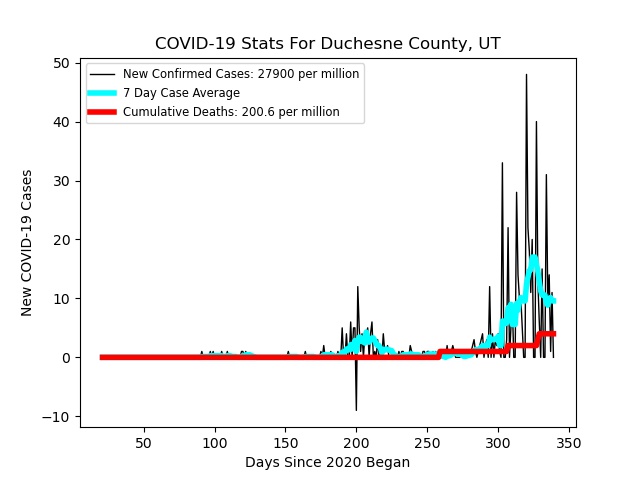 COVID-19 Stats For Duchesne County, UT
New Confirmed Cases: 27900 per million
7 Day Case Average
Cumulative Deaths: 200.6 per million
New COVID-19 Cases
50
40
30
20
10
0
−10
50 100 150 200 250 300 350
Days Since 2020 Began